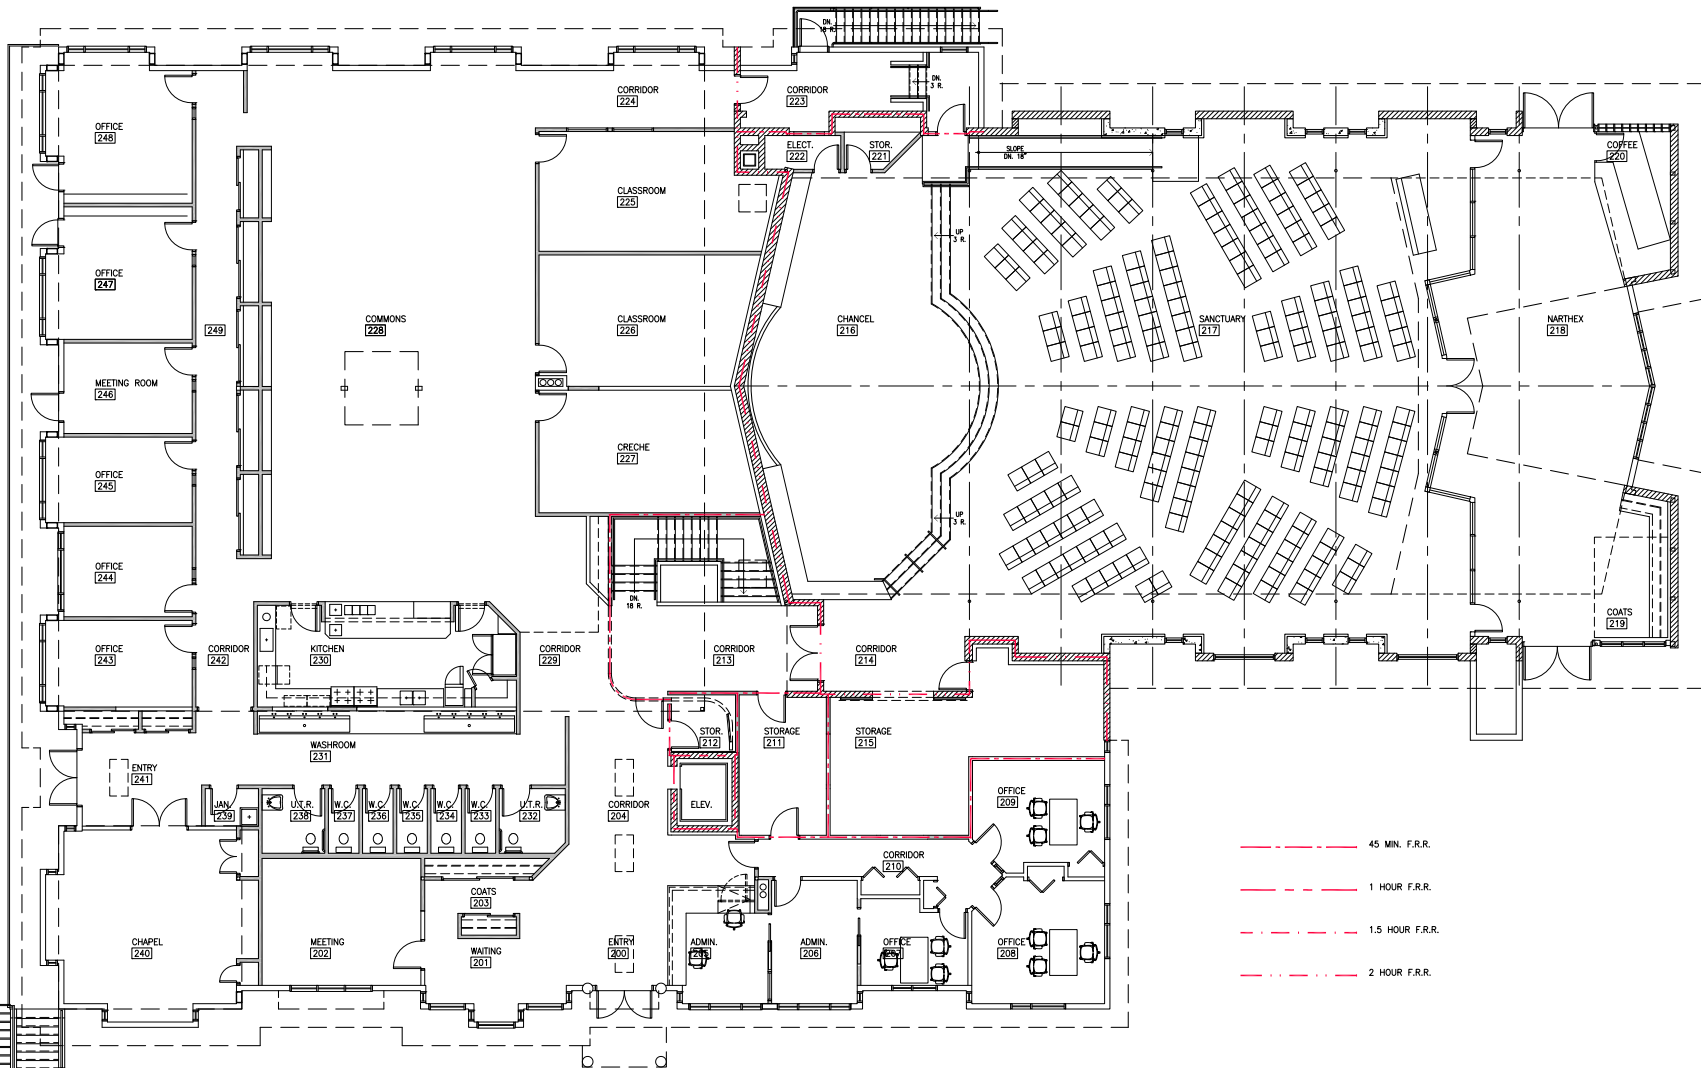 DN.
18 R.
DN.
3 R.
CORRIDOR
224
CORRIDOR
223
OFFICE
248
ELECT.
222
STOR.
221
SLOPE
DN. 18"
COFFEE
220
CLASSROOM
225
UP
3 R.
OFFICE
247
249
COMMONS
228
CLASSROOM
226
CHANCEL
216
SANCTUARY
217
NARTHEX
218
MEETING ROOM
246
CRECHE
227
OFFICE
245
UP
3 R.
OFFICE
244
DN.
18 R.
COATS
219
OFFICE
243
CORRIDOR
242
KITCHEN
230
CORRIDOR
229
CORRIDOR
213
CORRIDOR
214
WASHROOM
231
STOR.
212
STORAGE
211
STORAGE
215
ENTRY
241
JAN.
239
U.T.R.
238
W.C.
237
W.C.
236
W.C.
235
W.C.
234
W.C.
233
U.T.R.
232
CORRIDOR
204
ELEV.
OFFICE
209
CORRIDOR
210
COATS
203
CHAPEL
240
MEETING
202
WAITING
201
ENTRY
200
ADMIN.
ADMIN.
206
OFFICE
OFFICE
208
45 MIN. F.R.R.
1 HOUR F.R.R.
1.5 HOUR F.R.R.
2 HOUR F.R.R.